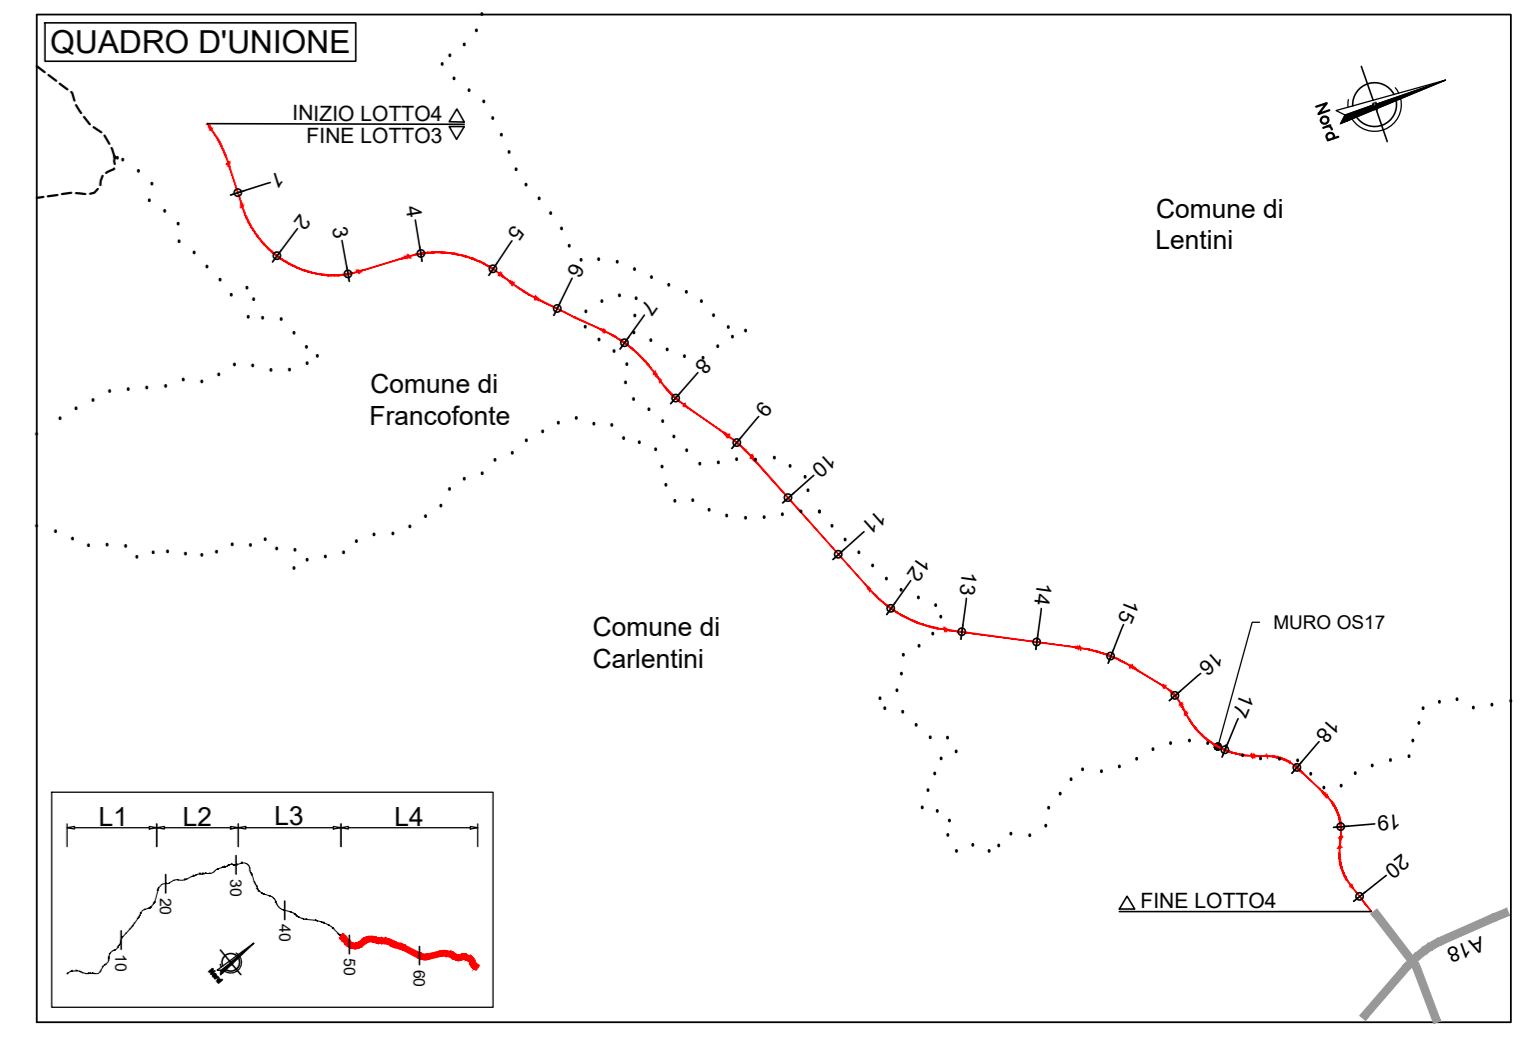 QUADRO D'UNIONE
INIZIO LOTTO4
FINE LOTTO3
Nord
Comune di
Lentini
1
2
3
4
5
6
7
8
9
10
11
12
13
14
15
16
17
18
19
20
Comune di
Francofonte
Comune di
Carlentini
MURO OS17
FINE LOTTO4
A18
L1
L2
L3
L4
10
20
30
40
50
60
Nord